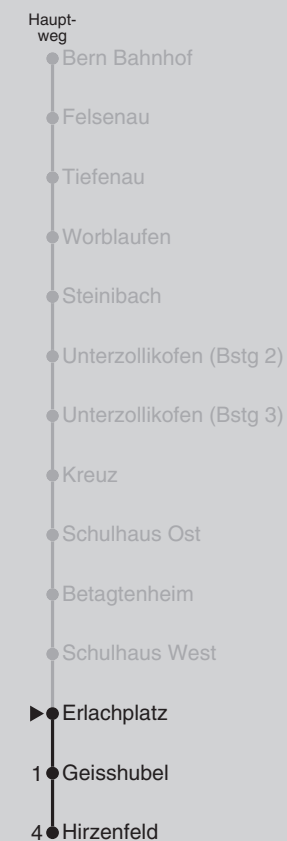 Haupt-
weg
Bern Bahnhof
Felsenau
Tiefenau
Worblaufen
Steinibach
Unterzollikofen (Bstg 2)
Unterzollikofen (Bstg 3)
Kreuz
Schulhaus Ost
Betagtenheim
Schulhaus West
Erlachplatz
1 Geisshubel
4 Hirzenfeld